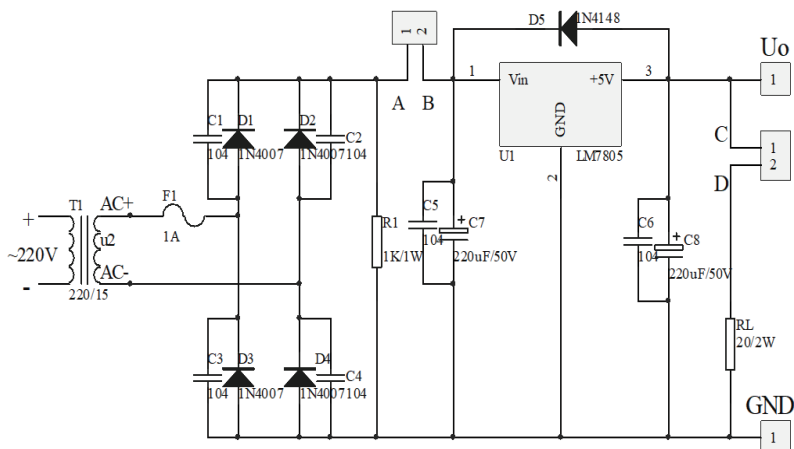 D5
1N4148
1
2
Uo
1
1
Vin
+5V
3
GND
A
B
C1
D1
D2
C2
104
1N4007
1N4007
104
U1
LM7805
2
C
1
2
D
T1
AC+
F1
+
~220V
-
u2
1A
AC-
220/15
R1
1K/1W
C5
104
+
C7
220uF/50V
C6
104
+
C8
220uF/50V
RL
20/2W
C3
D3
D4
C4
104
1N4007
1N4007
104
GND
1